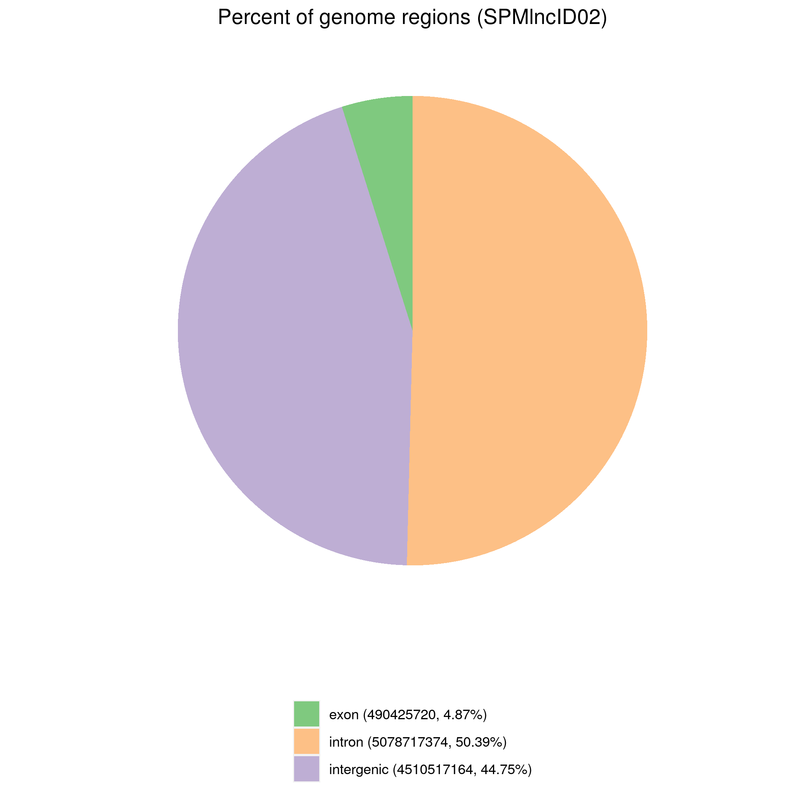 Percent of genome regions (SPMlncID02)
exon (490425720, 4.87%)
intron (5078717374, 50.39%)
intergenic (4510517164, 44.75%)